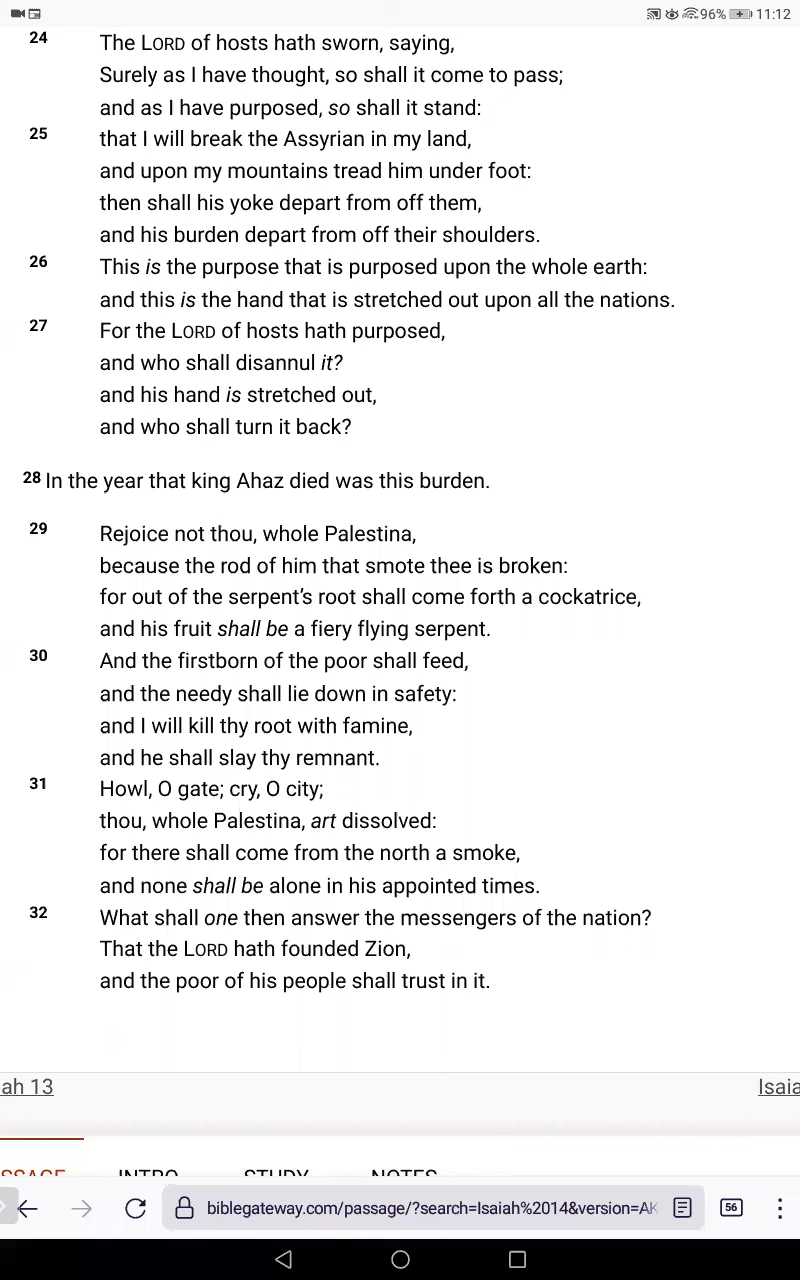 96% 11:12
24 The LORD of hosts hath sworn, saying,
Surely as I have thought, so shall it come to pass;
and as I have purposed, so shall it stand:
25 that I will break the Assyrian in my land,
and upon my mountains tread him under foot:
then shall his yoke depart from off them,
and his burden depart from off their shoulders.
26 This is the purpose that is purposed upon the whole earth:
and this is the hand that is stretched out upon all the nations.
27 For the LORD of hosts hath purposed,
and who shall disannul it?
and his hand is stretched out,
and who shall turn it back?
28 In the year that king Ahaz died was this burden.
29 Rejoice not thou, whole Palestina,
because the rod of him that smote thee is broken:
for out of the serpent’s root shall come forth a cockatrice,
and his fruit shall be a fiery flying serpent.
30 And the firstborn of the poor shall feed,
and the needy shall lie down in safety:
and I will kill thy root with famine,
and he shall slay thy remnant.
31 Howl, O gate; cry, O city;
thou, whole Palestina, art dissolved:
for there shall come from the north a smoke,
and none shall be alone in his appointed times.
32 What shall one then answer the messengers of the nation?
That the LORD hath founded Zion,
and the poor of his people shall trust in it.
ah 13 Isaia
SSAGE INTRO STUDY NOTES
biblegateway.com/passage/?search=Isaiah%2014&version=AK 56